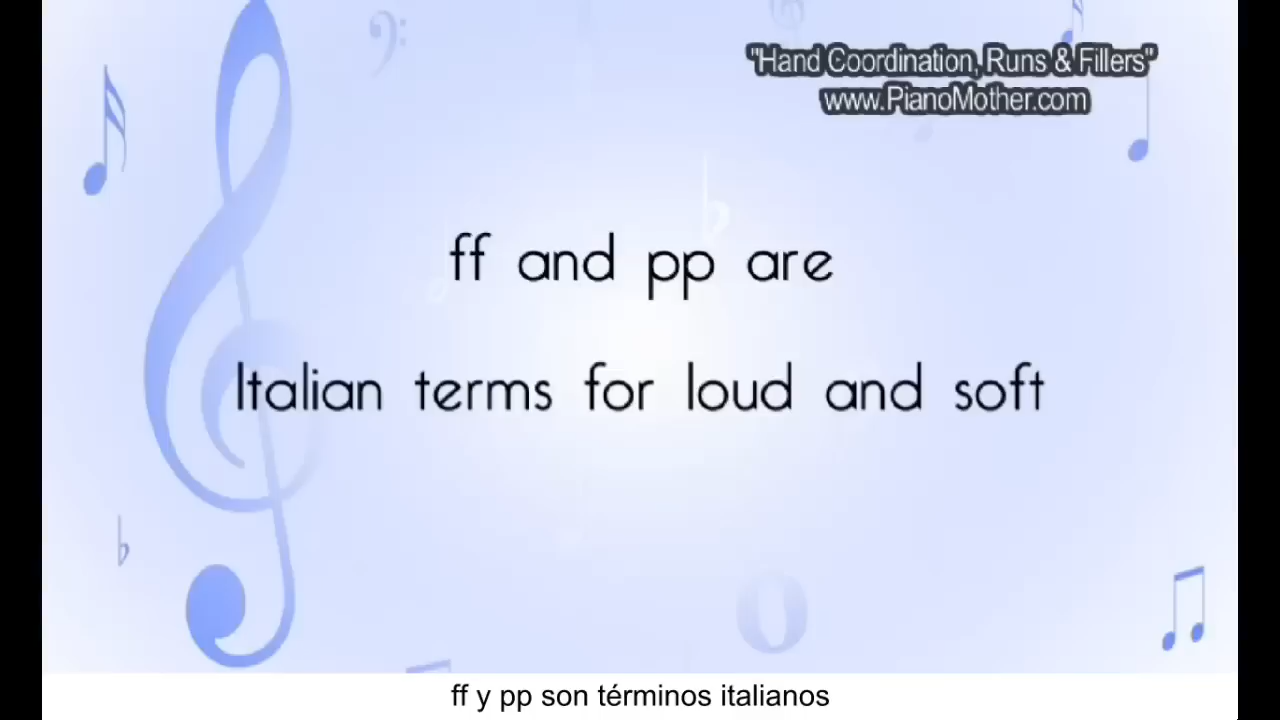 "Hand Coordination, Runs & Fillers"
www.PianoMother.com
ff and pp are
Italian terms for loud and soft
ff y pp son términos italianos